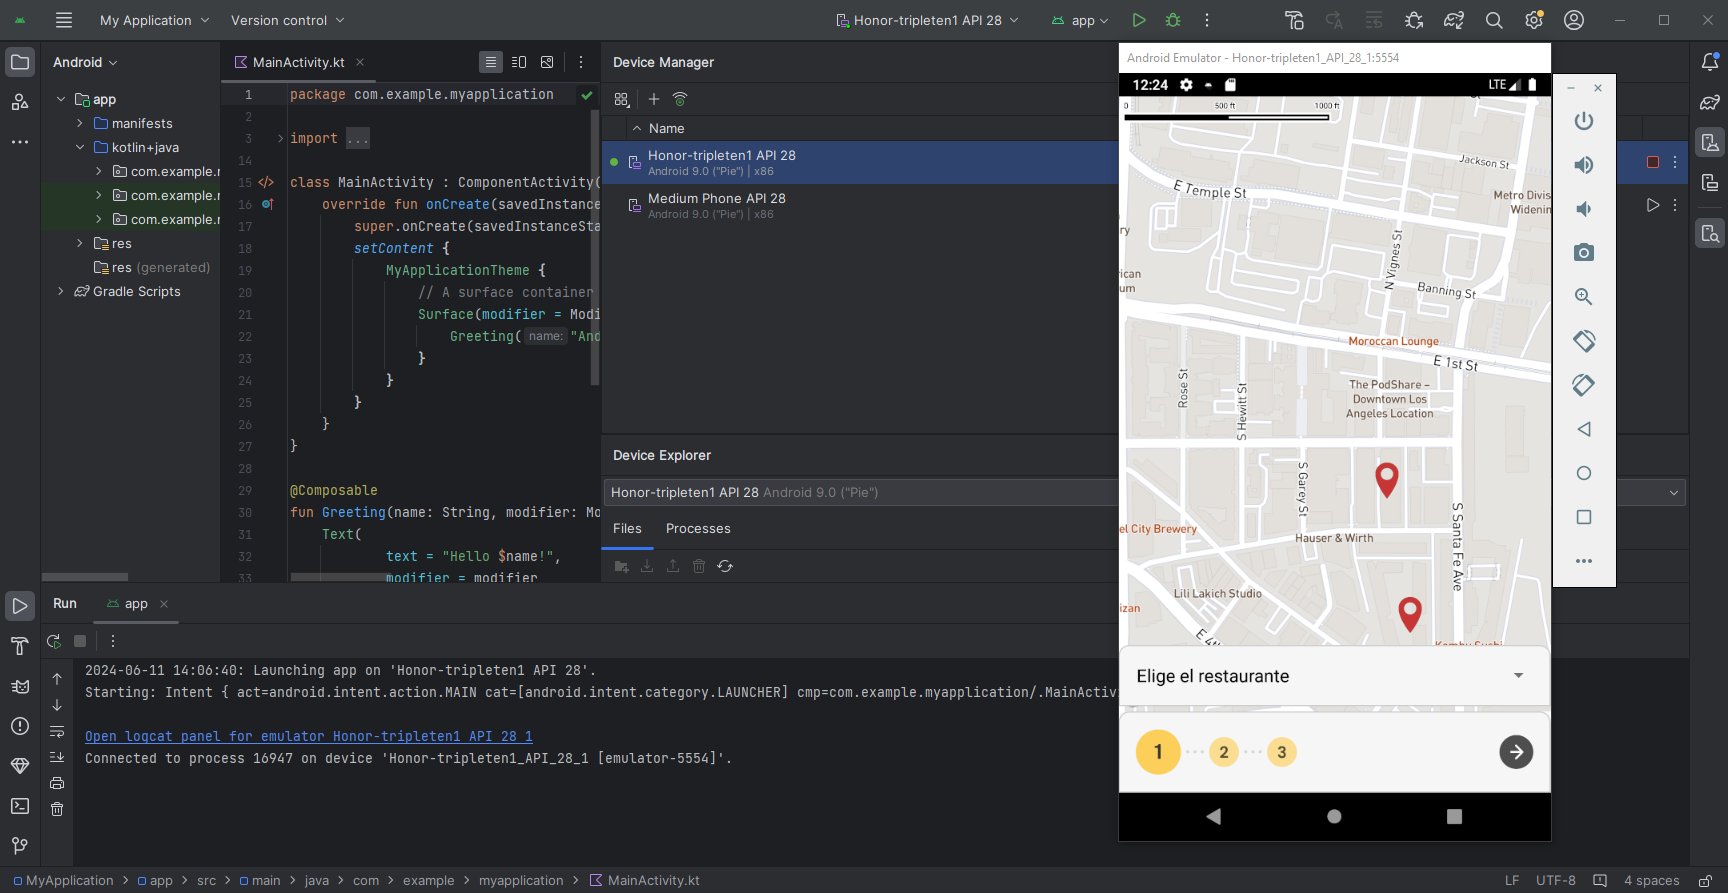 My Application
Version control
Honor-tripleten1 API 28
app
Android
MainActivity.kt
Device Manager
Android Emulator - Honor-tripleten1_API_28_1:5554
app
manifests
kotlin+java
com.example.
com.example.
com.example.
res
res (generated)
Gradle Scripts
1 package com.example.myapplication
2
3 import ...
14
15 class MainActivity : ComponentActivity(
16 override fun onCreate(savedInstance
17 super.onCreate(savedInstanceSta
18 setContent {
19 MyApplicationTheme {
20 // A surface container
21 Surface(modifier = Modi
22 Greeting( name: "And
23 }
24 }
25 }
26 }
27 }
28
29 @Composable
30 fun Greeting(name: String, modifier: Mo
31 Text(
32 text = "Hello $name!",
33 modifier = modifier
Name
Honor-tripleten1 API 28
Android 9.0 ("Pie") | x86
Medium Phone API 28
Android 9.0 ("Pie") | x86
Device Explorer
Honor-tripleten1 API 28 Android 9.0 ("Pie")
Files
Processes
12:24
LTE
0 500 ft 1000 ft
Jackson St
E Temple St
Metro Divis
Widenin
ry
N Vignes St
ican
um
Banning St
Moroccan Lounge
E 1st St
Rose St
The PodShare –
Downtown Los
Angeles Location
S Hewitt St
S Garey St
S Santa Fe Ave
el City Brewery
Hauser & Wirth
Lili Lakich Studio
izan
E 4th
Kombu Sushi
Elige el restaurante
1 2 3
Run
app
2024-06-11 14:06:40: Launching app on 'Honor-tripleten1 API 28'.
Starting: Intent { act=android.intent.action.MAIN cat=[android.intent.category.LAUNCHER] cmp=com.example.myapplication/.MainActivi
Open logcat panel for emulator Honor-tripleten1 API 28 1
Connected to process 16947 on device 'Honor-tripleten1_API_28_1 [emulator-5554]'.
MyApplication > app > src > main > java > com > example > myapplication > MainActivity.kt
LF UTF-8 4 spaces